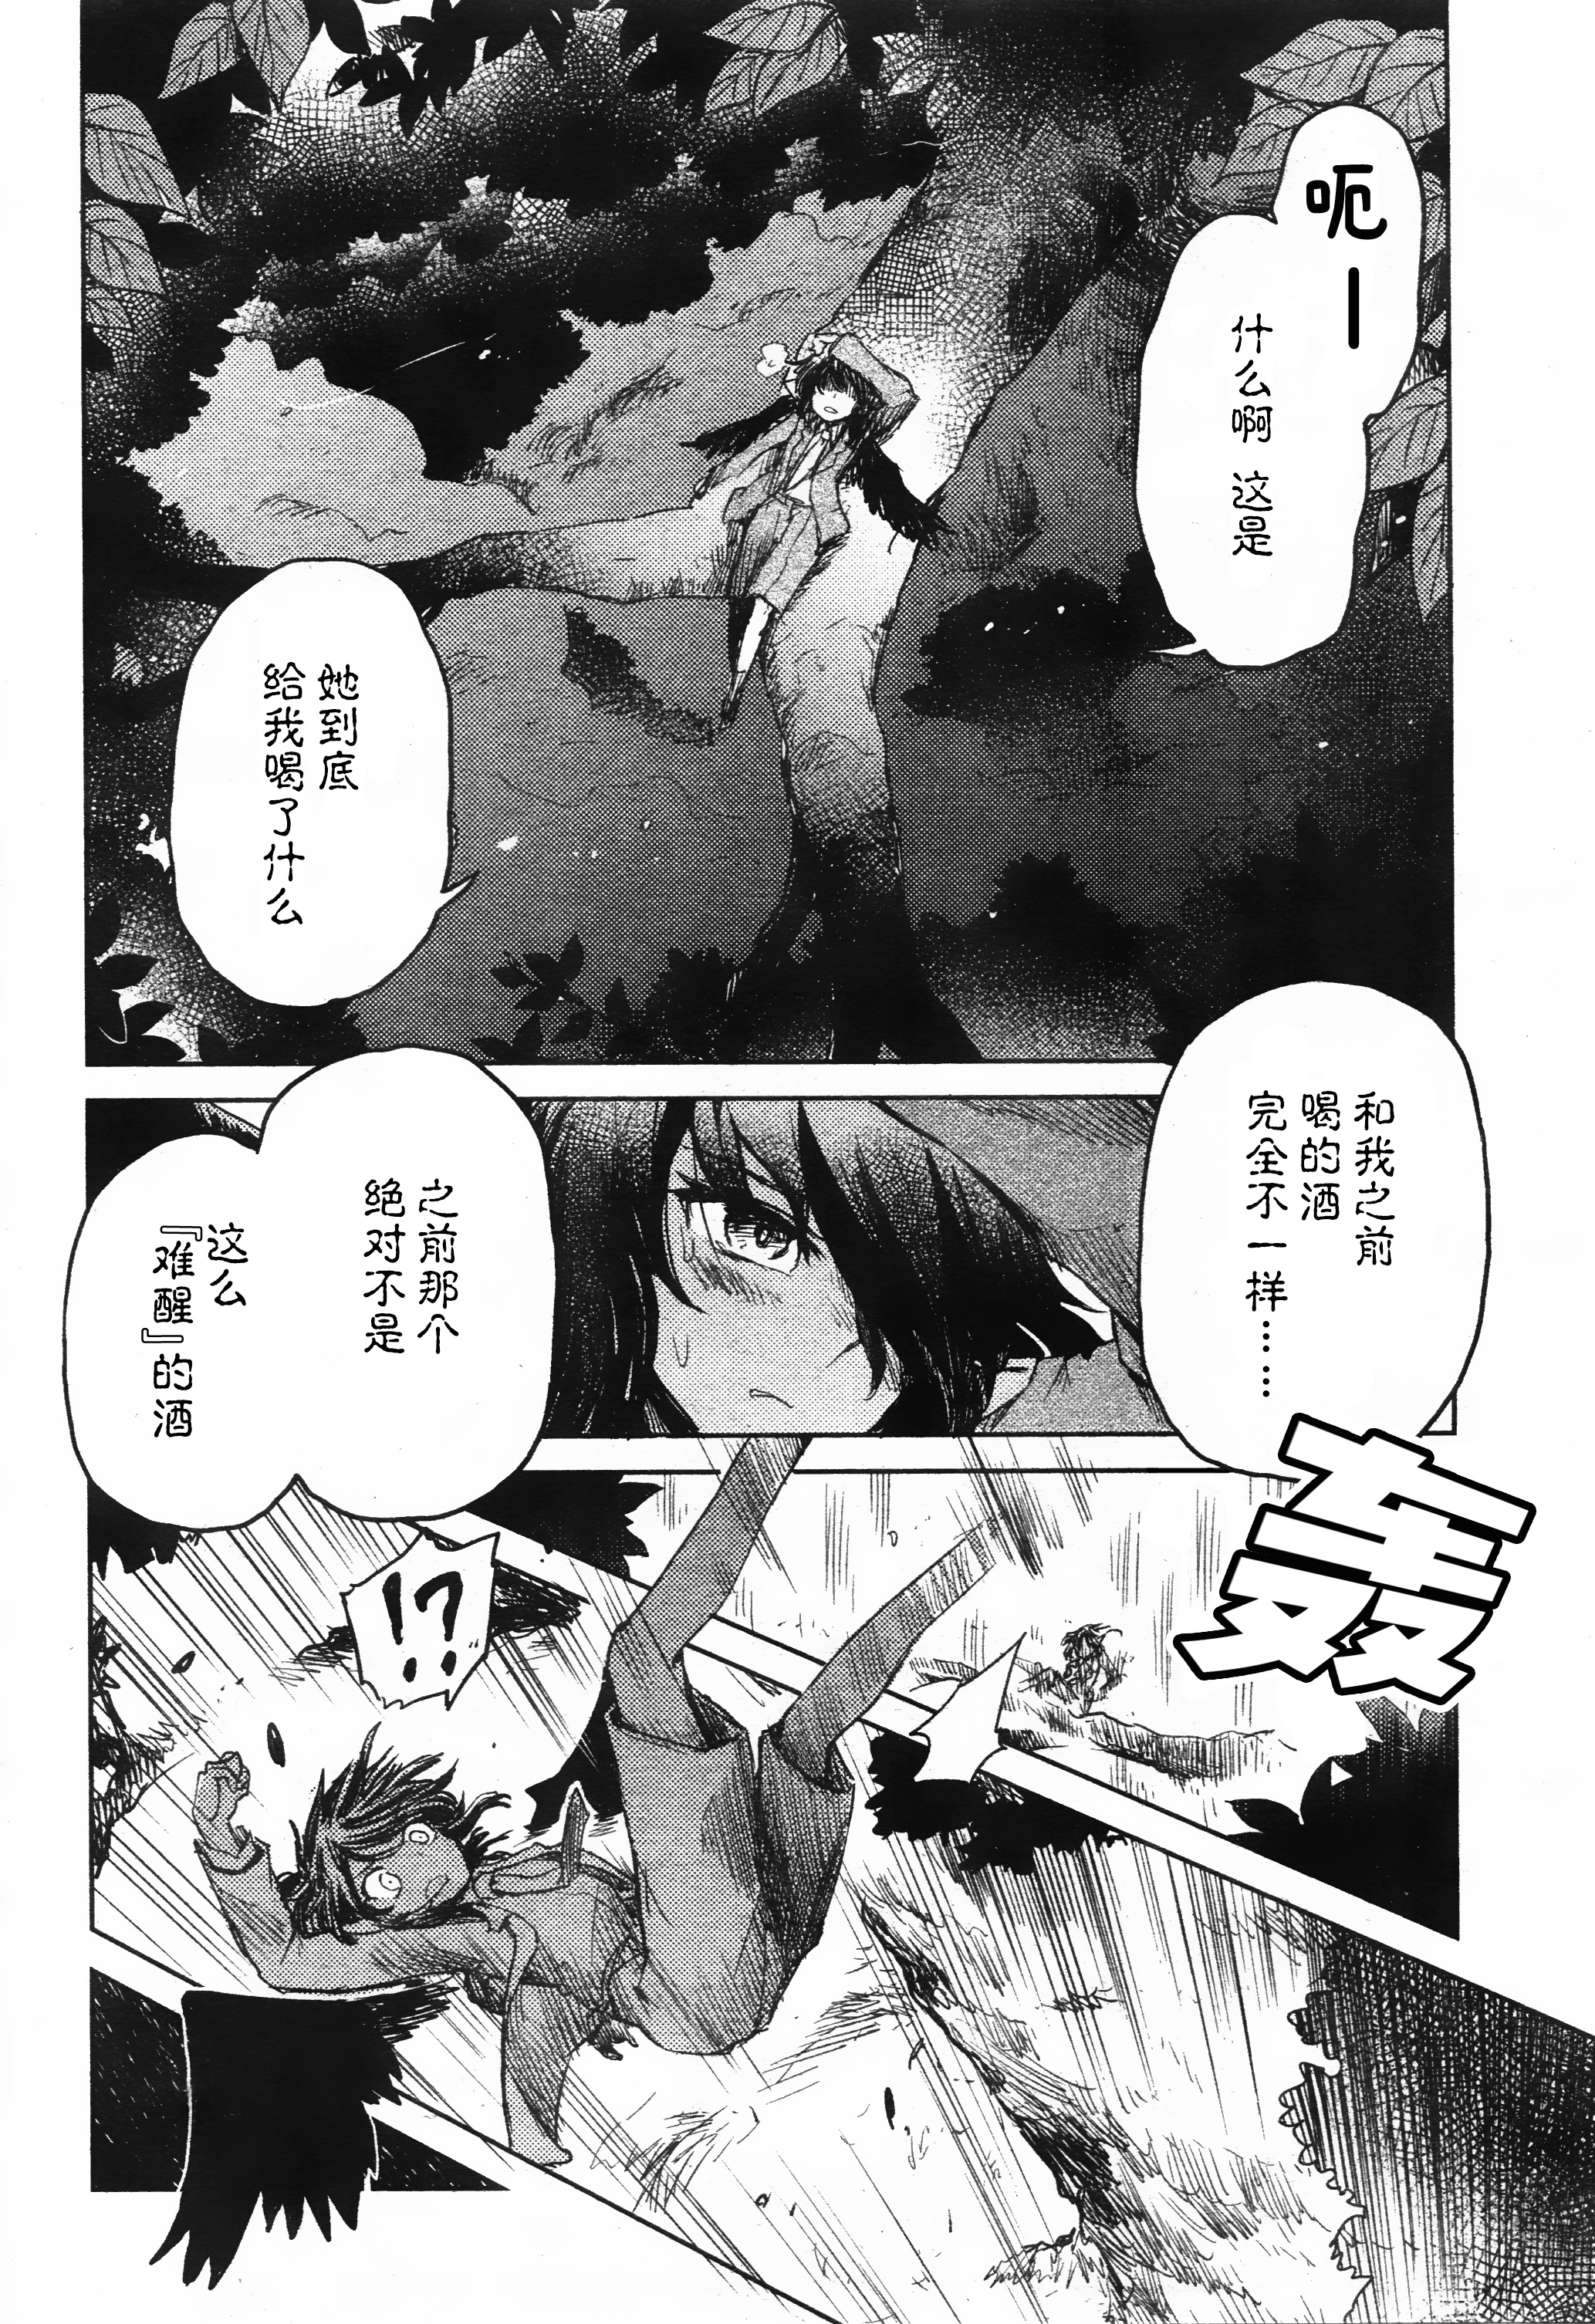 呃ー
什么啊 这是
她到底
给我喝了什么
和我之前
喝的酒
完全不一样……
之前那个
绝对不是
这么
『难醒』的酒
轰
!?